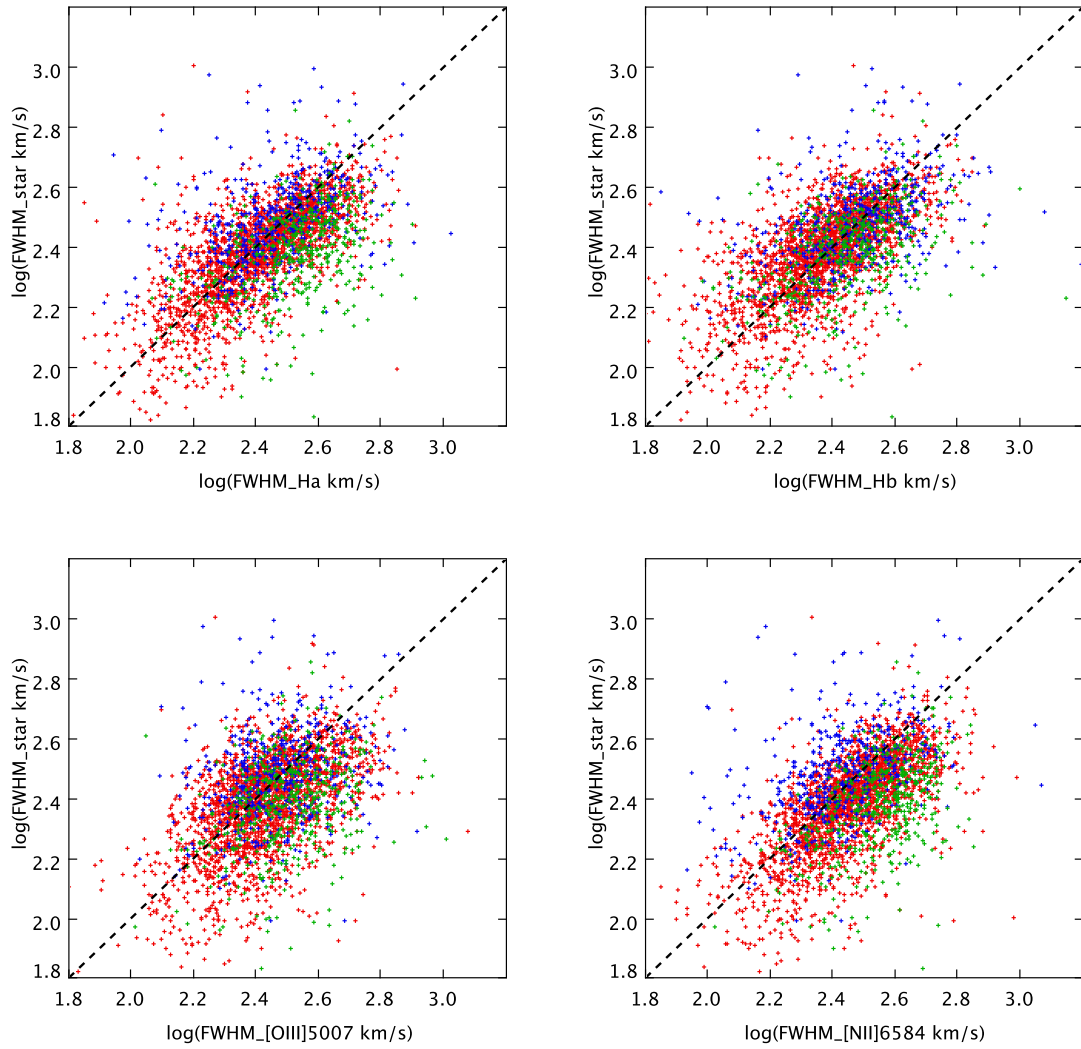 3.0
2.8
2.6
2.4
2.2
2.0
1.8
log(FWHM_star km/s)
1.8 2.0 2.2 2.4 2.6 2.8 3.0
log(FWHM_Ha km/s)
3.0
2.8
2.6
2.4
2.2
2.0
1.8
log(FWHM_star km/s)
1.8 2.0 2.2 2.4 2.6 2.8 3.0
log(FWHM_Hb km/s)
3.0
2.8
2.6
2.4
2.2
2.0
1.8
log(FWHM_star km/s)
1.8 2.0 2.2 2.4 2.6 2.8 3.0
log(FWHM_[OIII]5007 km/s)
3.0
2.8
2.6
2.4
2.2
2.0
1.8
log(FWHM_star km/s)
1.8 2.0 2.2 2.4 2.6 2.8 3.0
log(FWHM_[NII]6584 km/s)